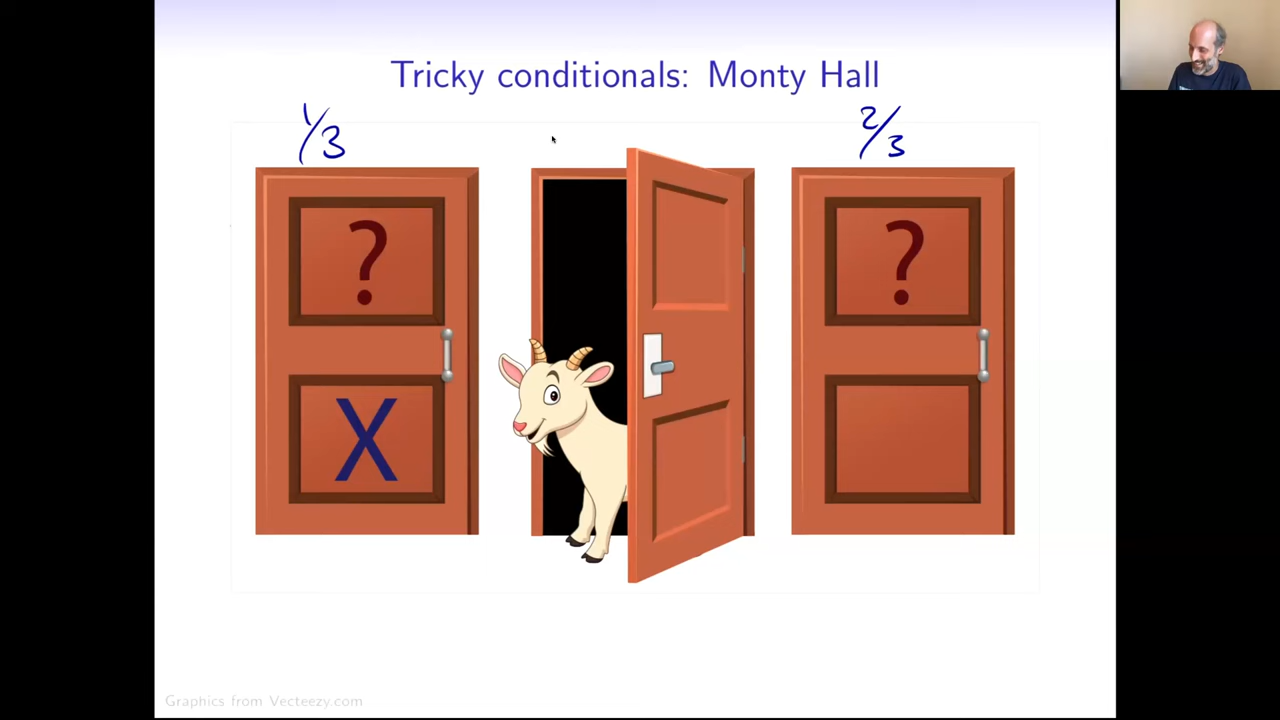 Tricky conditionals: Monty Hall
1/3
2/3
?
?
X
Graphics from Vecteezy.com